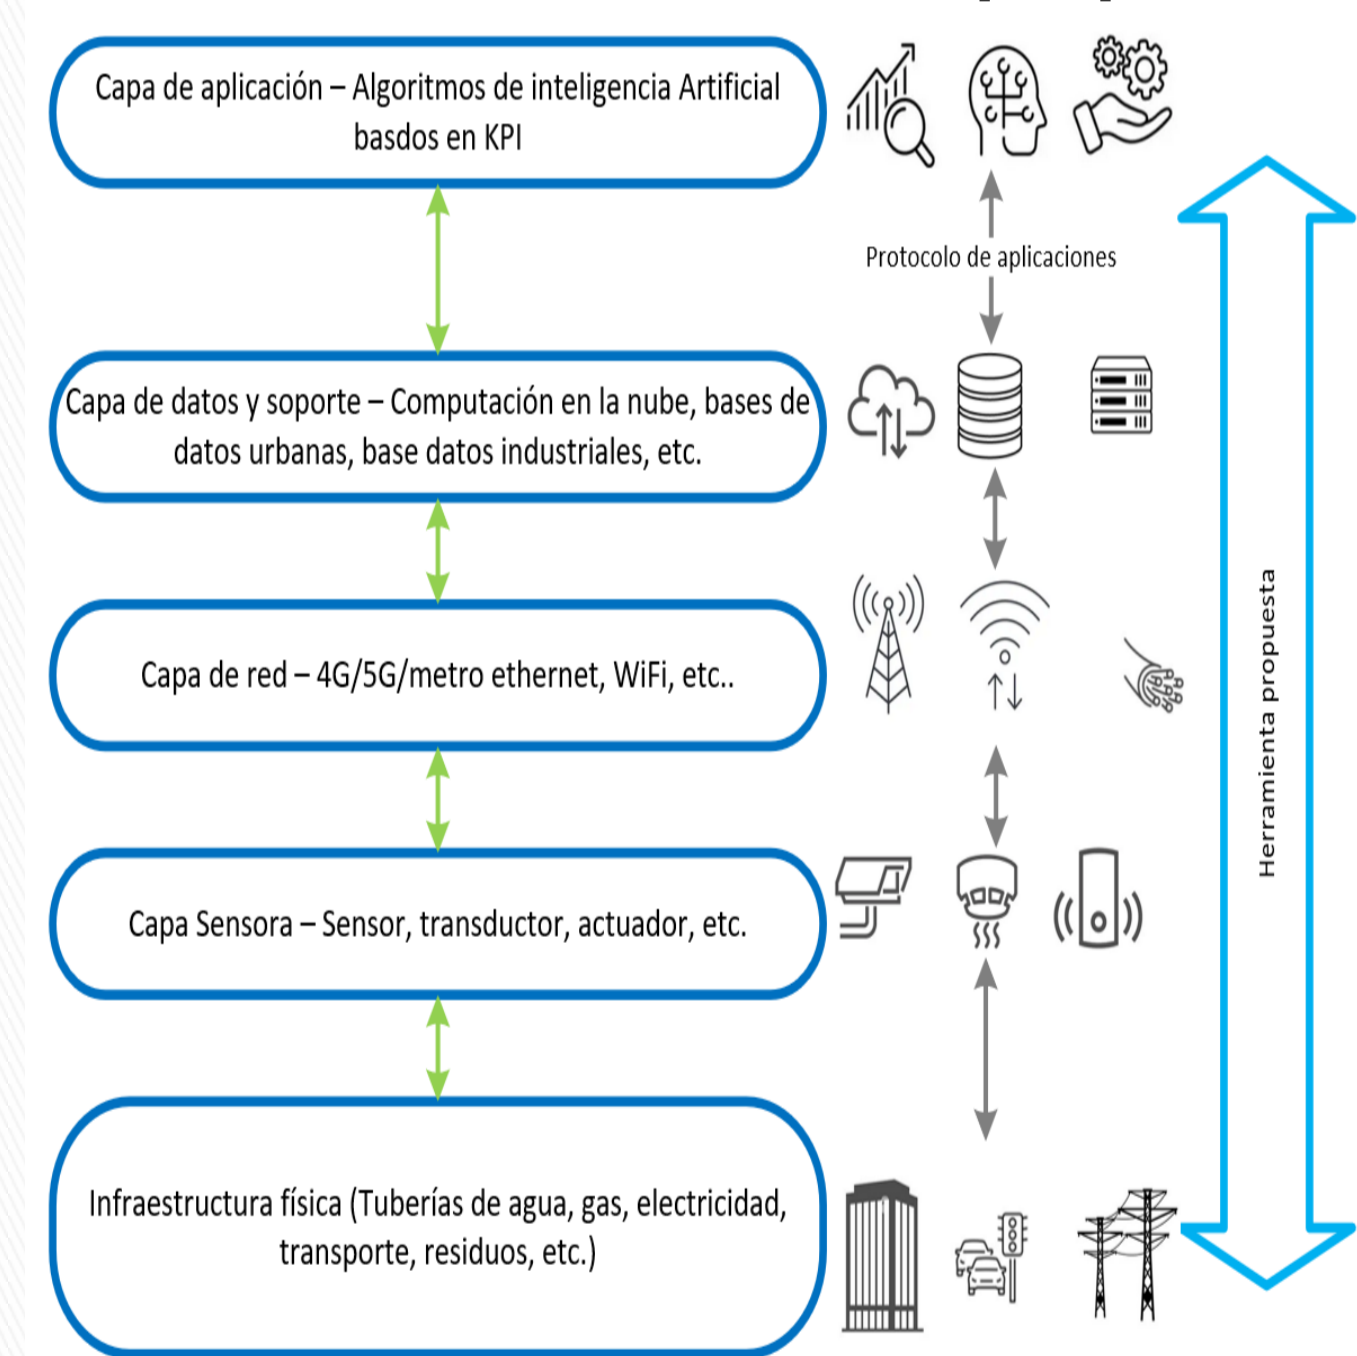 Capa de aplicación – Algoritmos de inteligencia Artificial
basdos en KPI
Protocolo de aplicaciones
Capa de datos y soporte – Computación en la nube, bases de
datos urbanas, base datos industriales, etc.
Capa de red – 4G/5G/metro ethernet, WiFi, etc..
Capa Sensora – Sensor, transductor, actuador, etc.
Infraestructura física (Tuberías de agua, gas, electricidad,
transporte, residuos, etc.)
Herramienta propuesta